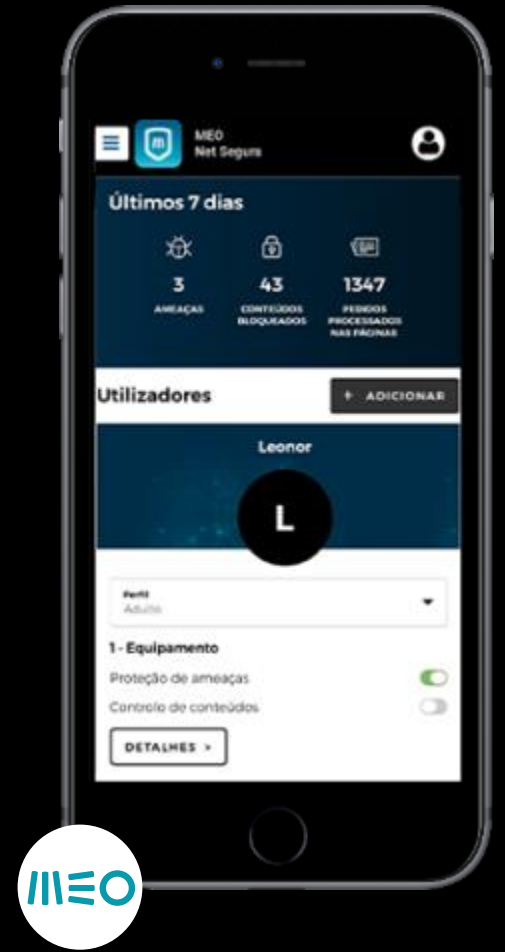 MEO
Net Segura
Últimos 7 dias
3
43
1347
AMEAÇAS
CONTEÚDOS
BLOQUEADOS
PEDIDOS
PROCESSADOS
NAS PÁGINAS
Utilizadores
+ ADICIONAR
Leonor
L
Perfil
Adulto
1 - Equipamento
Proteção de ameaças
Controlo de conteúdos
DETALHES >
MEO